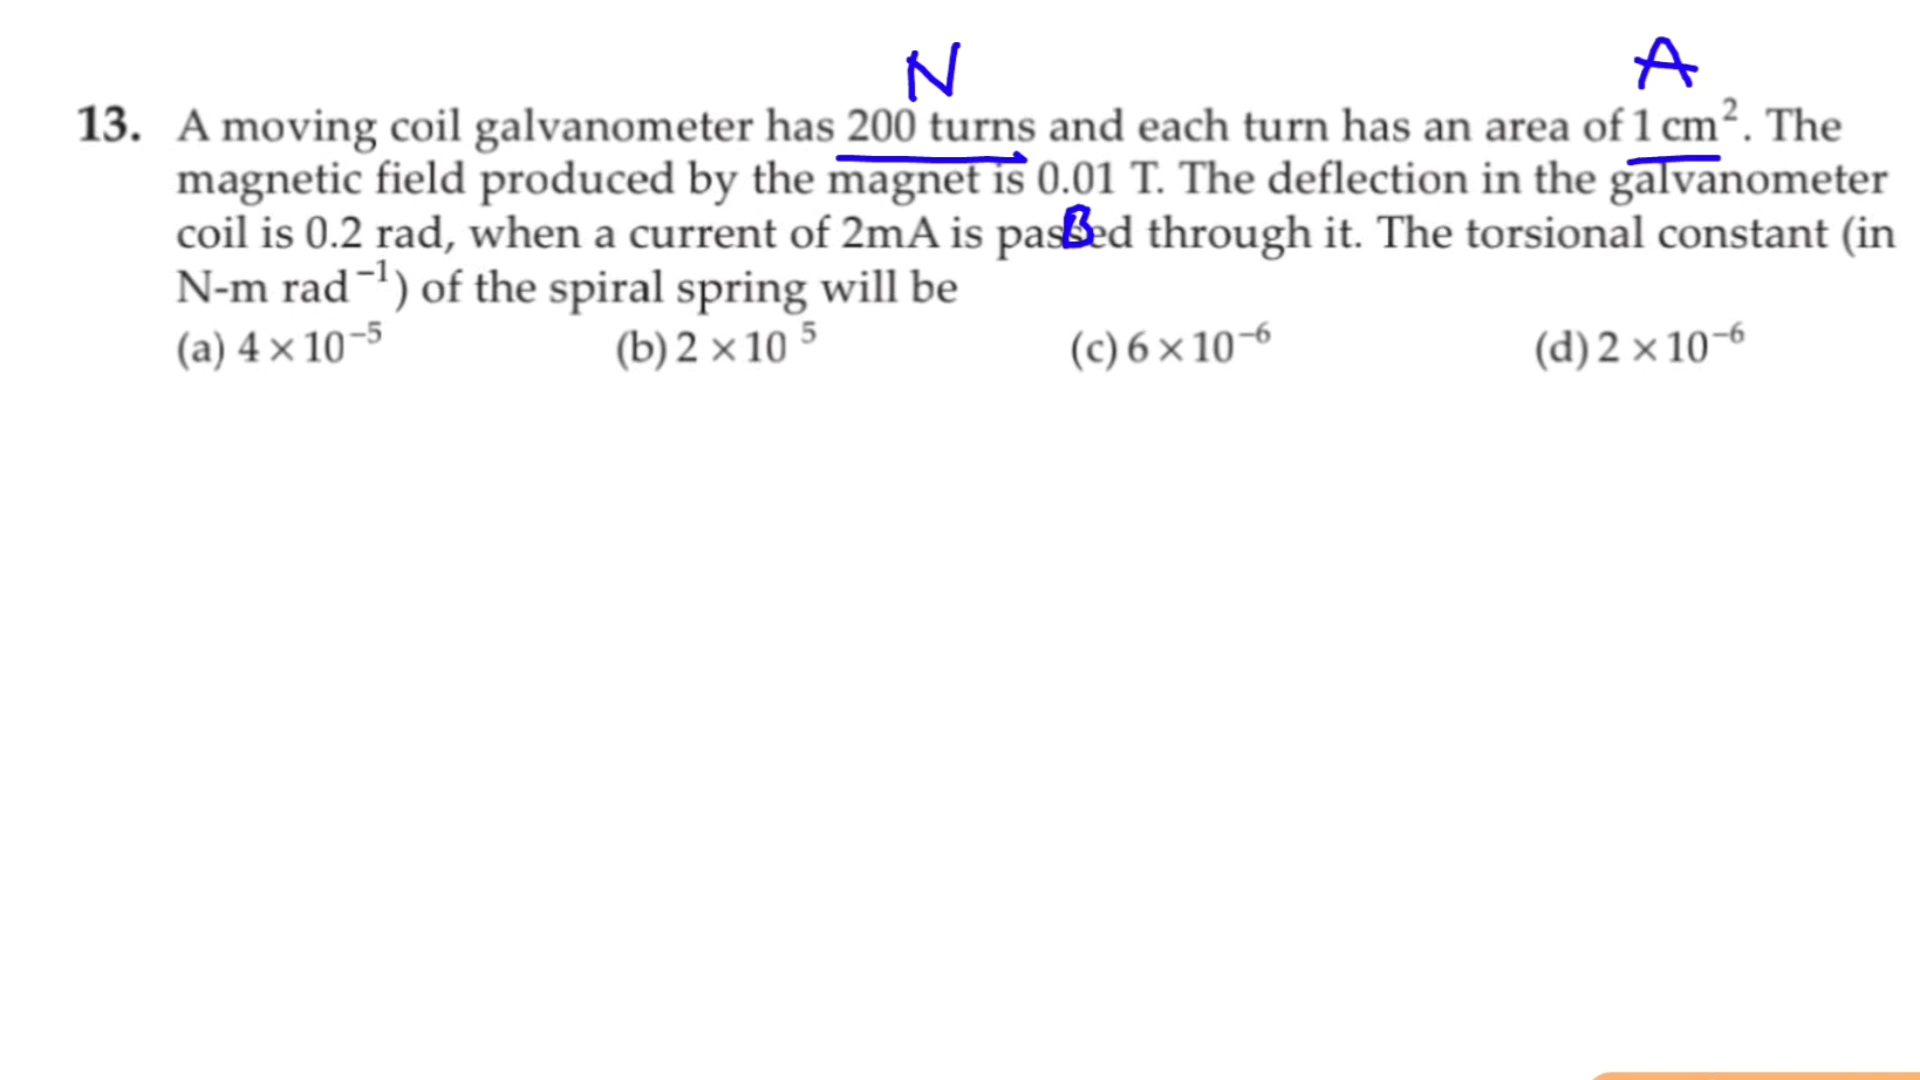 N A
13. A moving coil galvanometer has 200 turns and each turn has an area of 1 cm². The
magnetic field produced by the magnet is 0.01 T. The deflection in the galvanometer
coil is 0.2 rad, when a current of 2mA is passed through it. The torsional constant (in
B
N-m rad⁻¹) of the spiral spring will be
(a) 4 × 10⁻⁵ (b) 2 × 10 ⁵ (c) 6 × 10⁻⁶ (d) 2 × 10⁻⁶